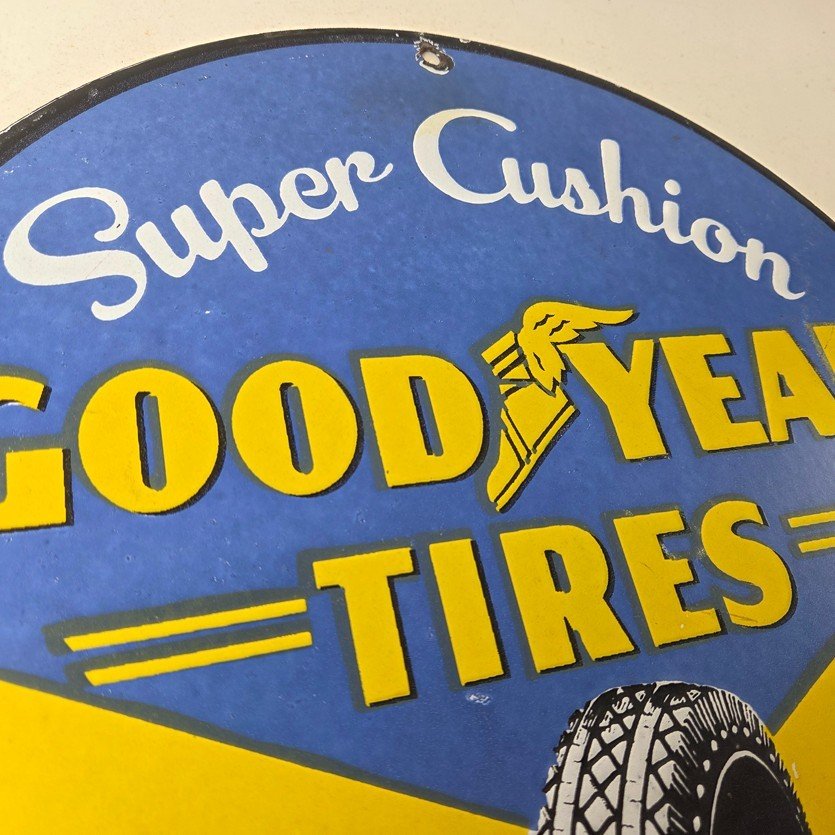 Super Cushion
GOOD YEA
TIRES